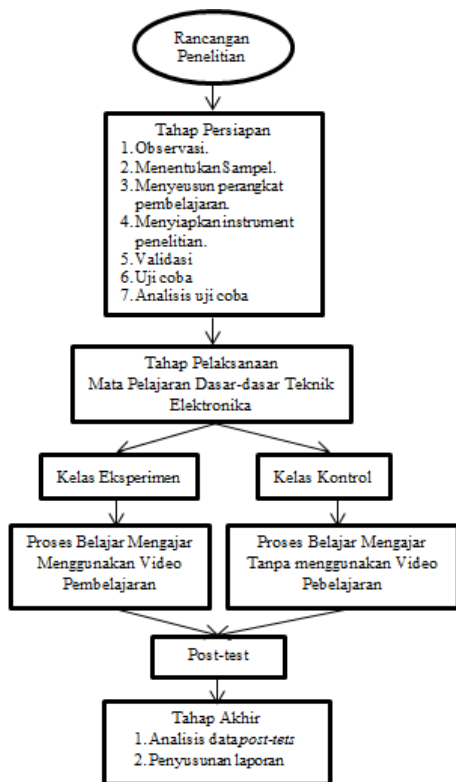 Rancangan
Penelitian
Tahap Persiapan
1. Observasi.
2. Menentukan Sampel.
3. Menyeusun perangkat
pembelajaran.
4. Menyiapkan instrument
penelitian.
5. Validasi
6. Uji coba
7. Analisis uji coba
Tahap Pelaksanaan
Mata Pelajaran Dasar-dasar Teknik
Elektronika
Kelas Eksperimen
Kelas Kontrol
Proses Belajar Mengajar
Menggunakan Video
Pembelajaran
Proses Belajar Mengajar
Tanpa menggunakan Video
Pebelajaran
Post-test
Tahap Akhir
1. Analisis data post-tets
2. Penyusunan laporan